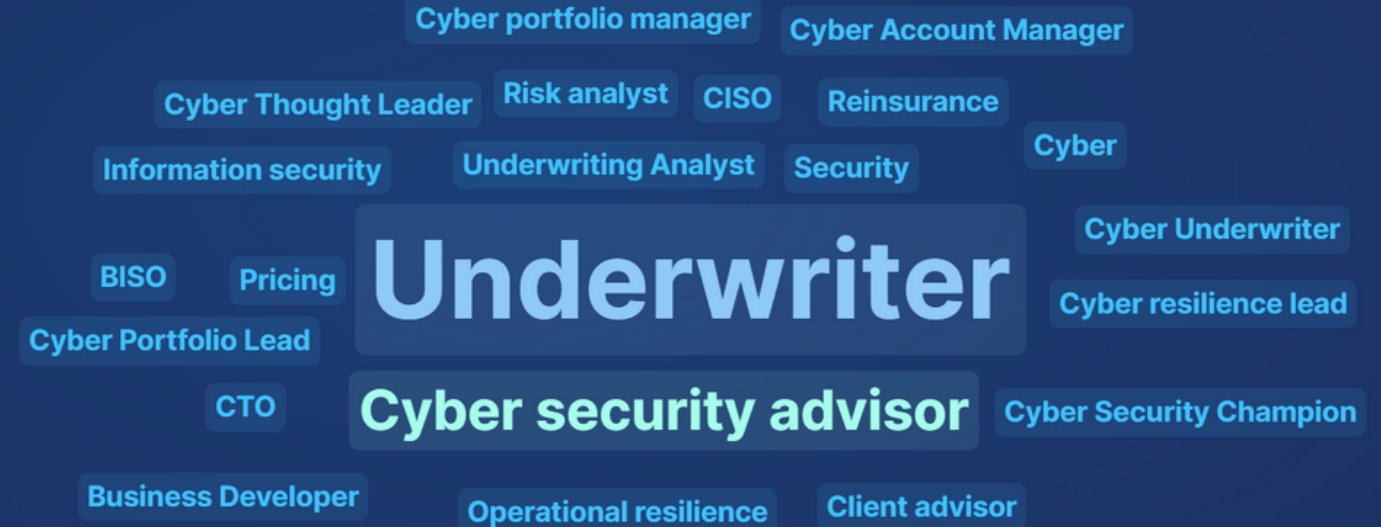 Cyber portfolio manager
Cyber Account Manager
Cyber Thought Leader
Risk analyst
CISO
Reinsurance
Cyber
Information security
Underwriting Analyst
Security
Underwriter
Cyber Underwriter
BISO
Pricing
Cyber resilience lead
Cyber Portfolio Lead
CTO
Cyber security advisor
Cyber Security Champion
Business Developer
Operational resilience
Client advisor